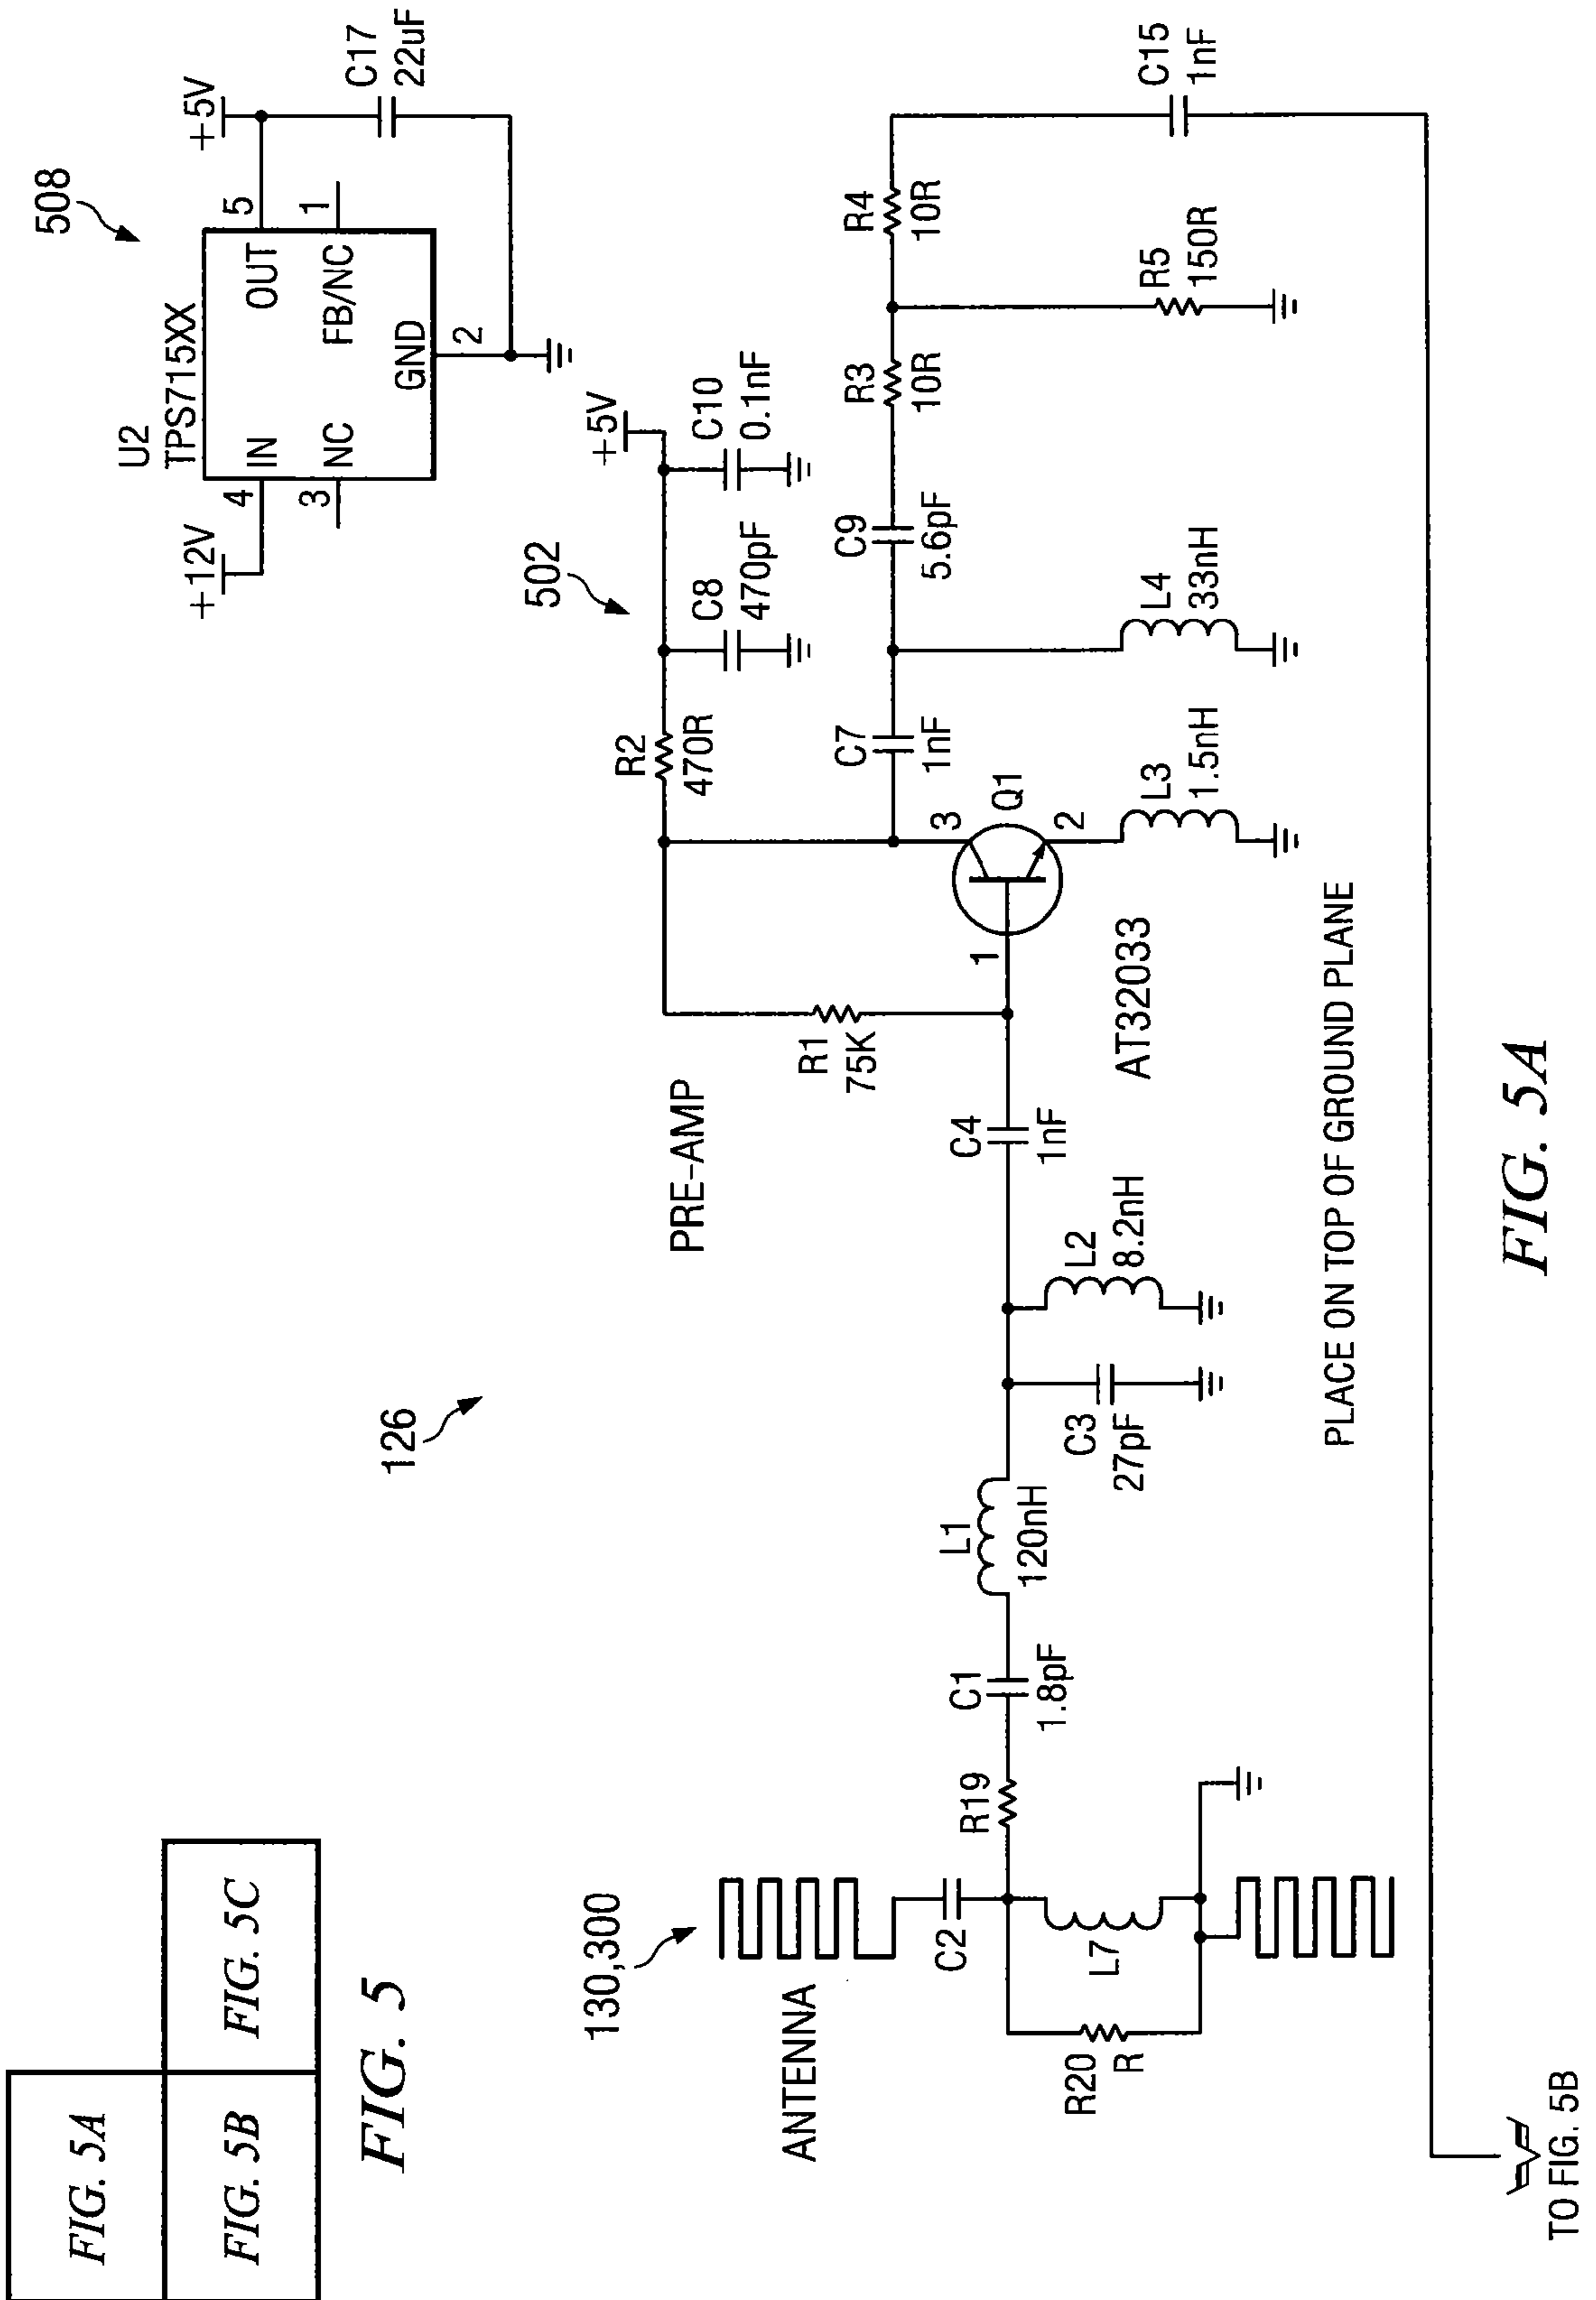 FIG. 5A
FIG. 5B
FIG. 5C
FIG. 5
508
U2
TPS715XX
+12V
4
IN
3
NC
OUT
5
FB/NC
1
GND
2
+5V
C17
22uF
126
502
PRE-AMP
R2
470R
C8
470pF
C10
0.1nF
+5V
R1
75K
C7
1nF
C9
5.6pF
R3
10R
R4
10R
R5
150R
C15
1nF
L4
33nH
L3
1.5nH
3
Q1
2
1
AT32033
130,300
ANTENNA
C2
R20
R
L7
R19
C1
1.8pF
L1
120nH
C3
27pF
L2
8.2nH
C4
1nF
PLACE ON TOP OF GROUND PLANE
TO FIG. 5B
FIG. 5A